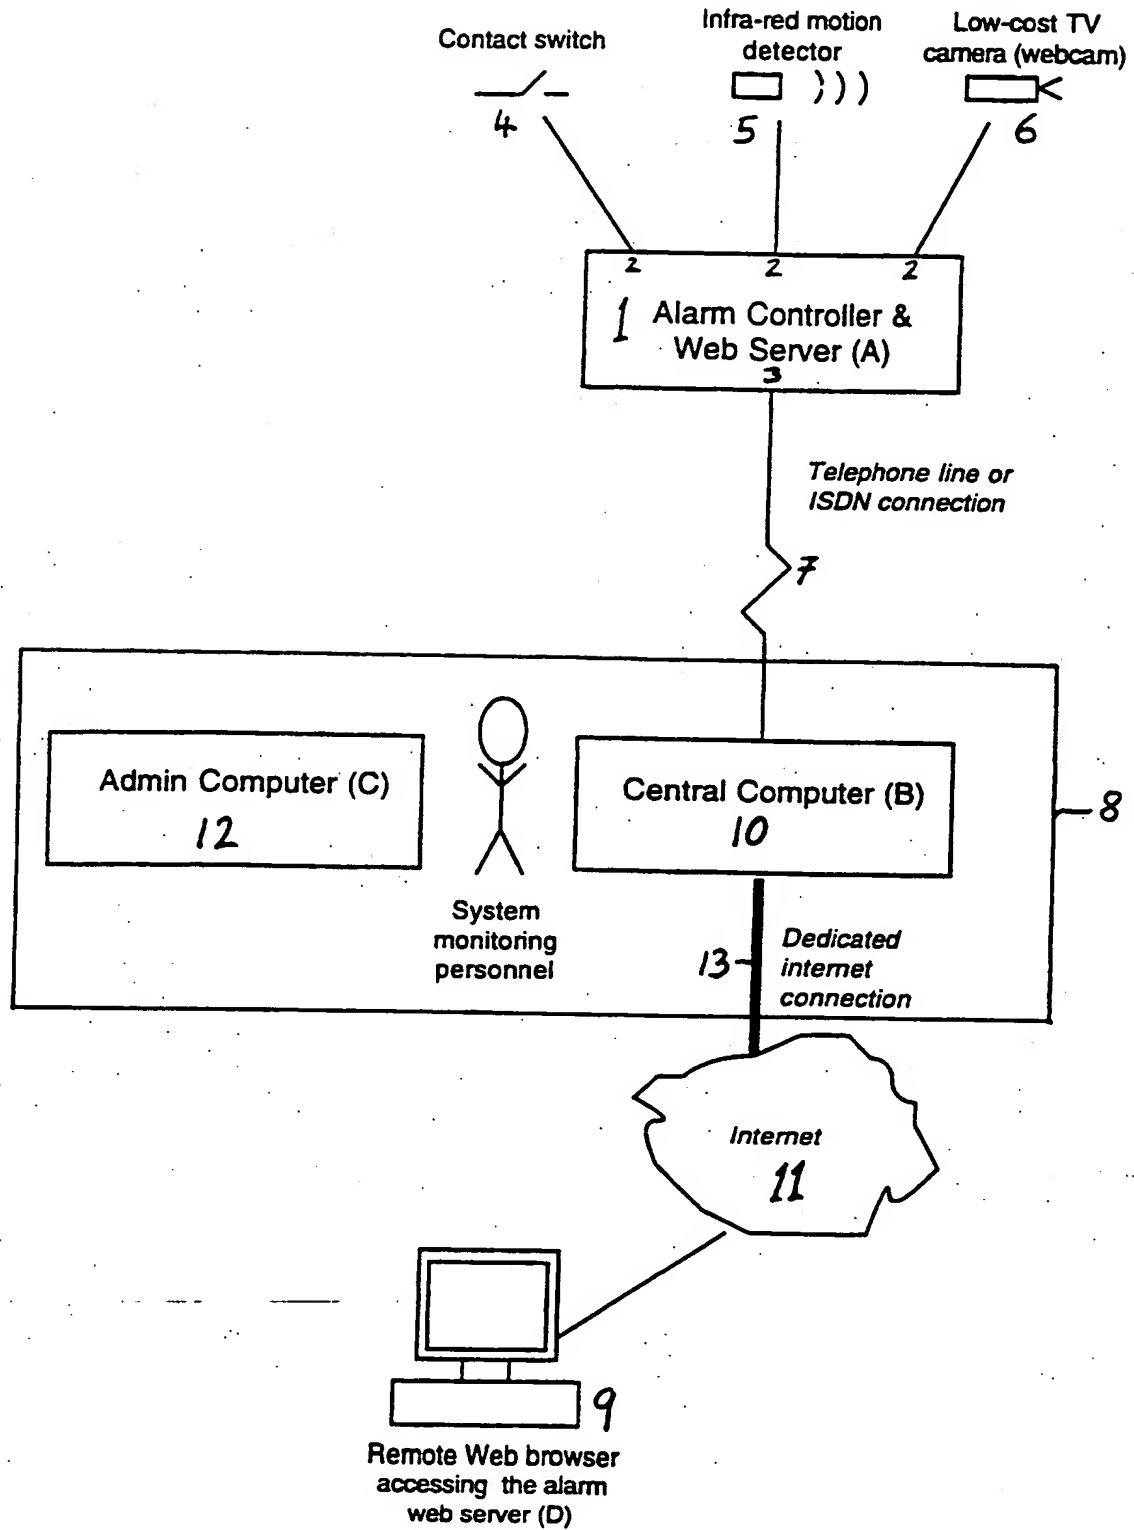 Contact switch
4
Infra-red motion
detector
5
Low-cost TV
camera (webcam)
6
2
2
2
1
Alarm Controller &
Web Server (A)
3
Telephone line or
ISDN connection
7
8
Admin Computer (C)
12
System
monitoring
personnel
Central Computer (B)
10
13
Dedicated
internet
connection
Internet
11
9
Remote Web browser
accessing the alarm
web server (D)